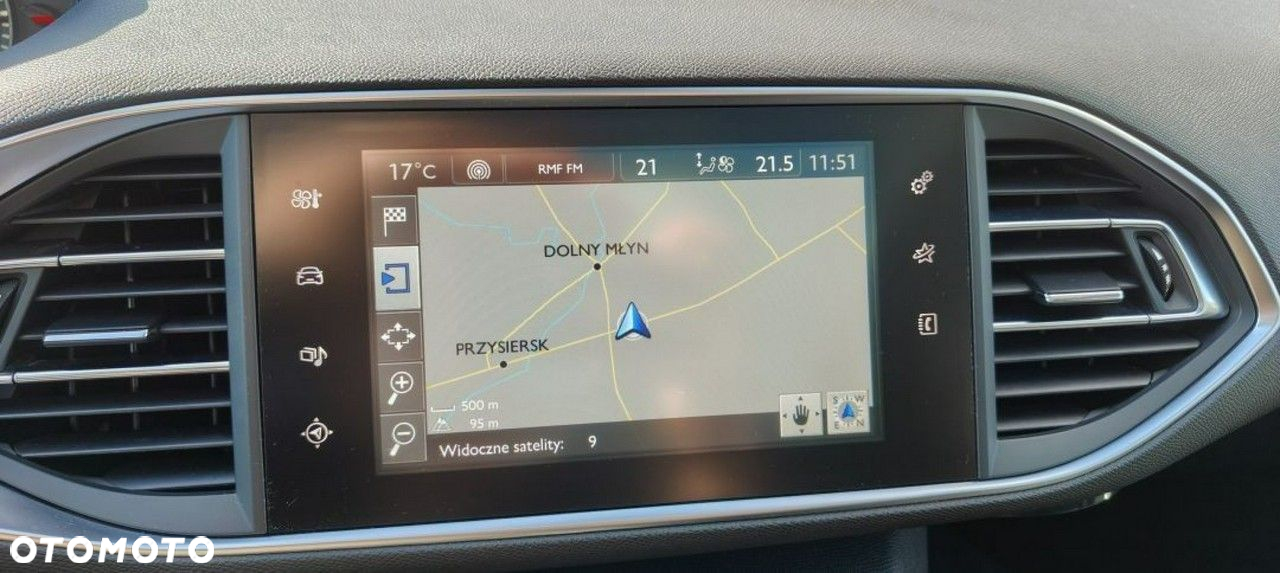 17°C RMF FM 21 21.5 11:51
DOLNY MŁYN
PRZYSIERSK
500 m
95 m
S W
E N
Widoczne satelity: 9
OTOMOTO